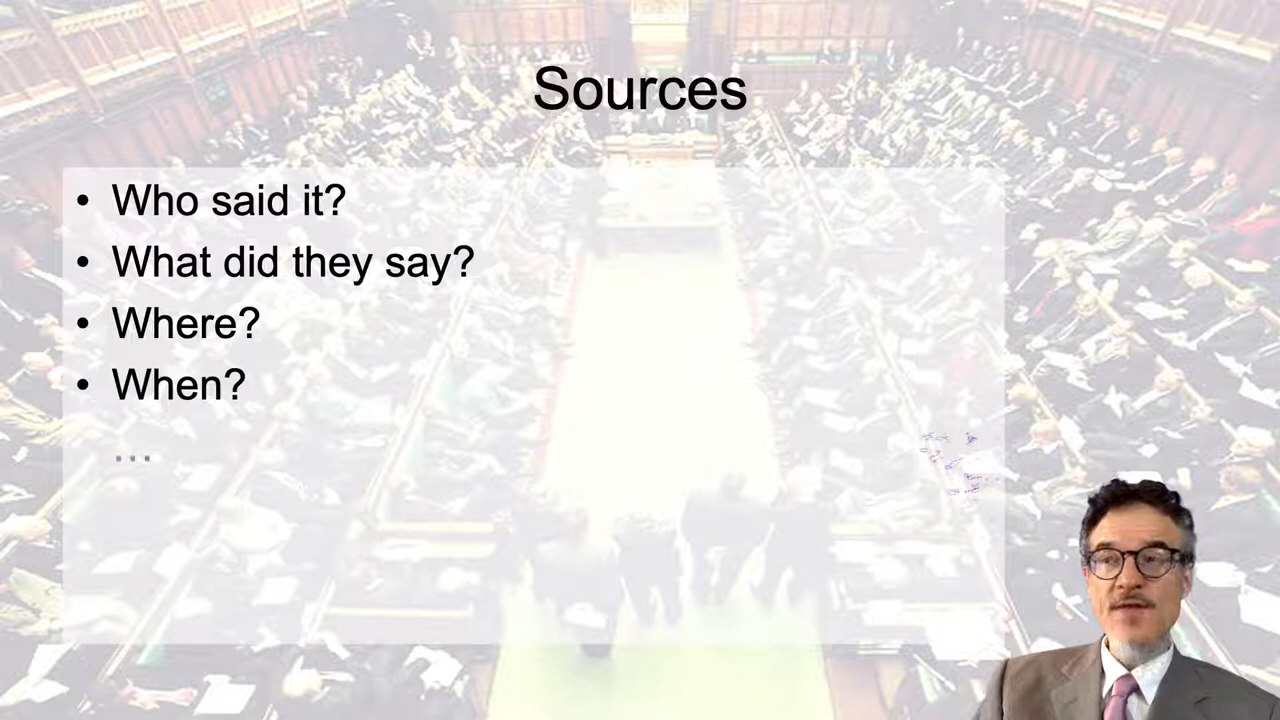 Sources
• Who said it?
• What did they say?
• Where?
• When?
...